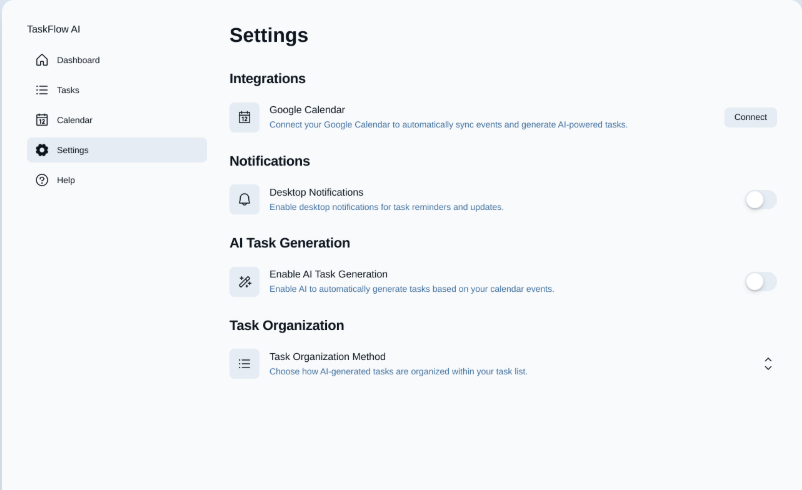 TaskFlow AI
Dashboard
Tasks
12
Calendar
Settings
Help
Settings
Integrations
12
Google Calendar
Connect your Google Calendar to automatically sync events and generate AI-powered tasks.
Connect
Notifications
Desktop Notifications
Enable desktop notifications for task reminders and updates.
AI Task Generation
Enable AI Task Generation
Enable AI to automatically generate tasks based on your calendar events.
Task Organization
Task Organization Method
Choose how AI-generated tasks are organized within your task list.